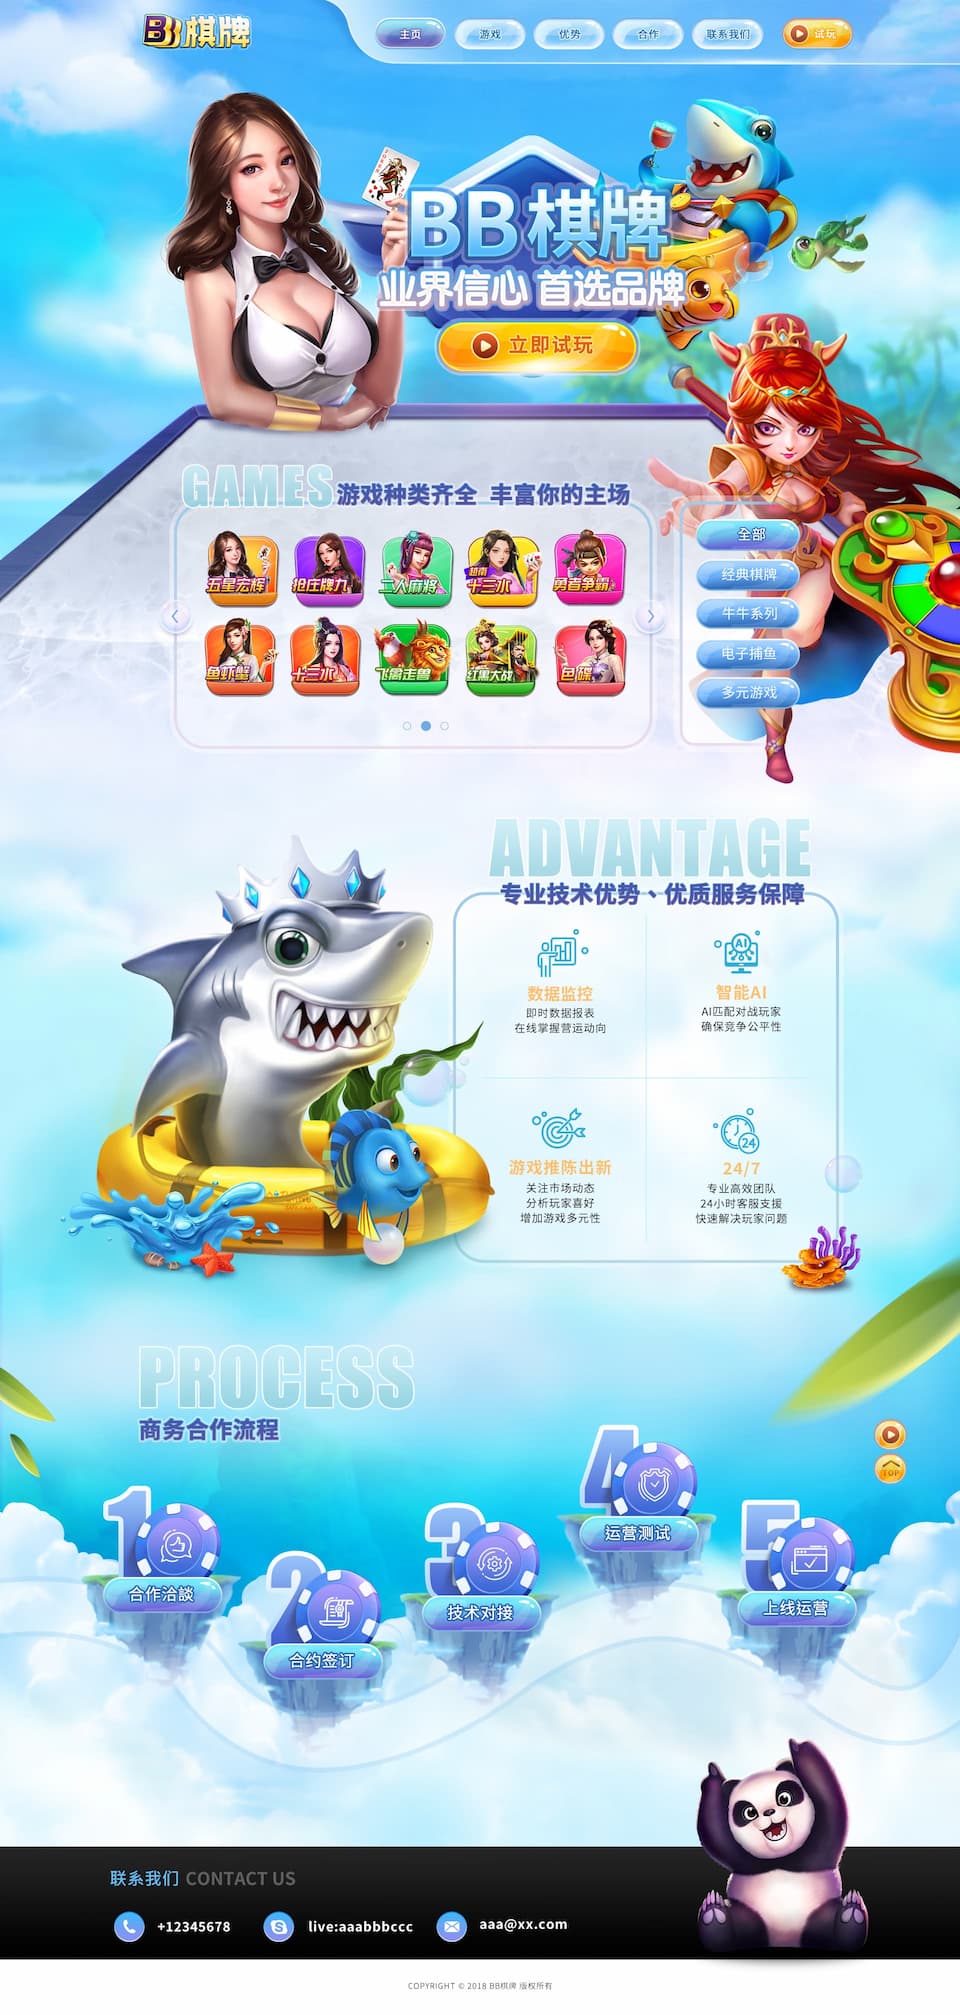 BB棋牌
主页
游戏
优势
合作
联系我们
试玩
BB棋牌
业界信心 首选品牌
立即试玩
GAMES
游戏种类齐全 丰富你的主场
五星宏辉
抢庄牌九
二人麻将
越南
十三水
勇者争霸
鱼虾蟹
十三水
飞禽走兽
红黑大战
色碟
全部
经典棋牌
牛牛系列
电子捕鱼
多元游戏
ADVANTAGE
专业技术优势、优质服务保障
数据监控
即时数据报表
在线掌握营运动向
AI
智能AI
AI匹配对战玩家
确保竞争公平性
游戏推陈出新
关注市场动态
分析玩家喜好
增加游戏多元性
24
24/7
专业高效团队
24小时客服支援
快速解决玩家问题
PROCESS
商务合作流程
TOP
1
合作洽談
2
合约签订
3
技术对接
4
运营测试
5
上线运营
联系我们 CONTACT US
+12345678
live:aaabbbccc
aaa@xx.com
COPYRIGHT © 2018 BB棋牌 版权所有